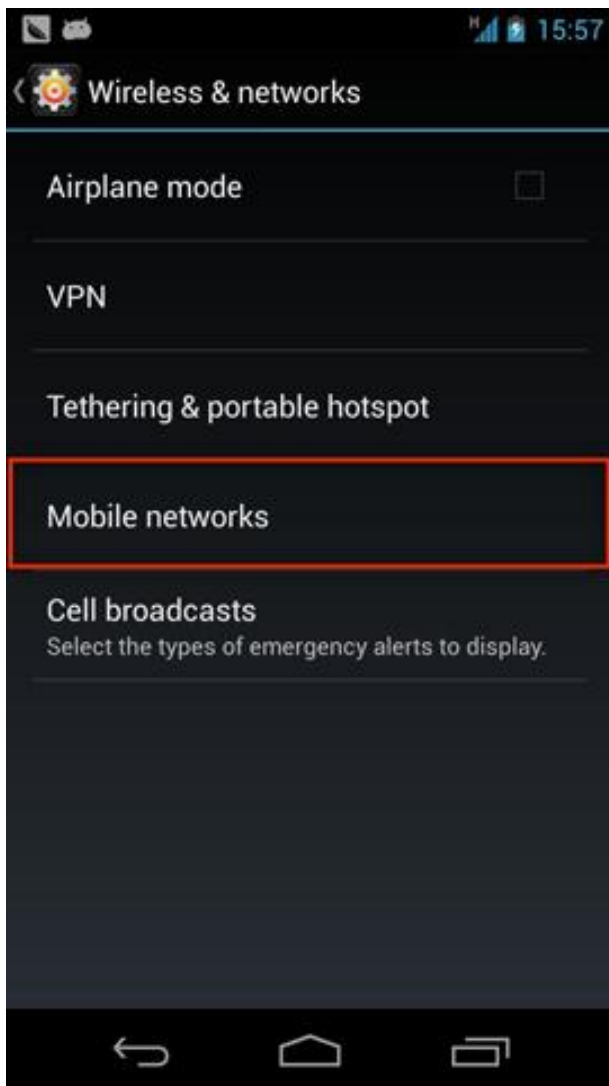 H 15:57
Wireless & networks
Airplane mode
VPN
Tethering & portable hotspot
Mobile networks
Cell broadcasts
Select the types of emergency alerts to display.